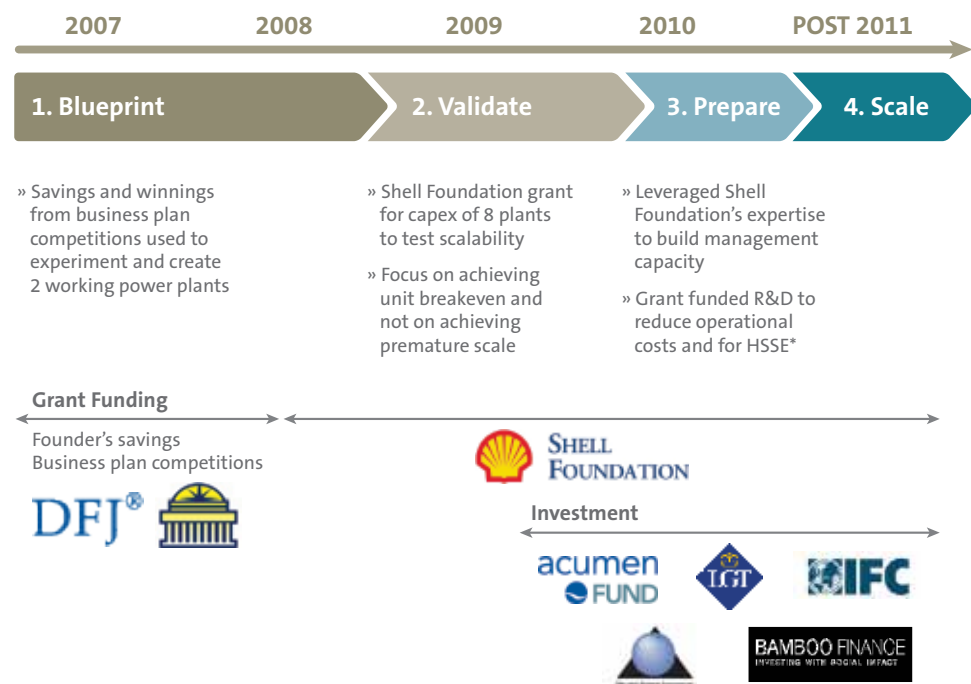 2007 2008 2009 2010 POST 2011
1. Blueprint 2. Validate 3. Prepare 4. Scale
» Savings and winnings
from business plan
competitions used to
experiment and create
2 working power plants
» Shell Foundation grant
for capex of 8 plants
to test scalability
» Focus on achieving
unit breakeven and
not on achieving
premature scale
» Leveraged Shell
Foundation’s expertise
to build management
capacity
» Grant funded R&D to
reduce operational
costs and for HSSE*
Grant Funding
Founder’s savings
Business plan competitions
DFJ®
SHELL
FOUNDATION
Investment
acumen
FUND
LGT
IFC
BAMBOO FINANCE
INVESTING WITH SOCIAL IMPACT